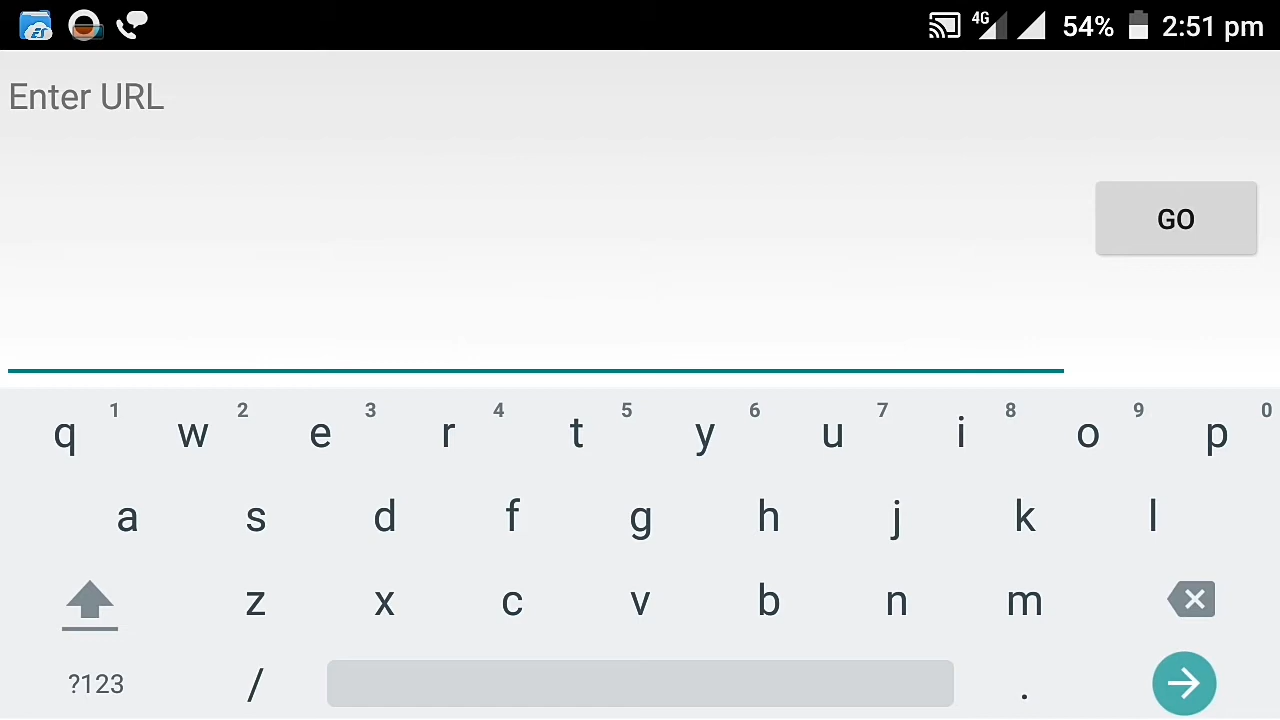 4G 54% 2:51 pm
Enter URL
GO
1 2 3 4 5 6 7 8 9 0
q w e r t y u i o p
a s d f g h j k l
z x c v b n m
?123 / .